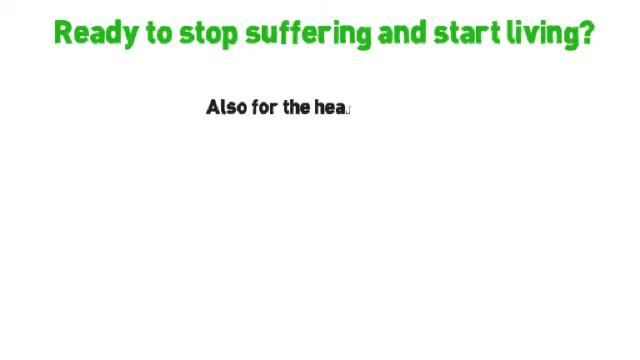 Ready to stop suffering and start living?
Also for the hea